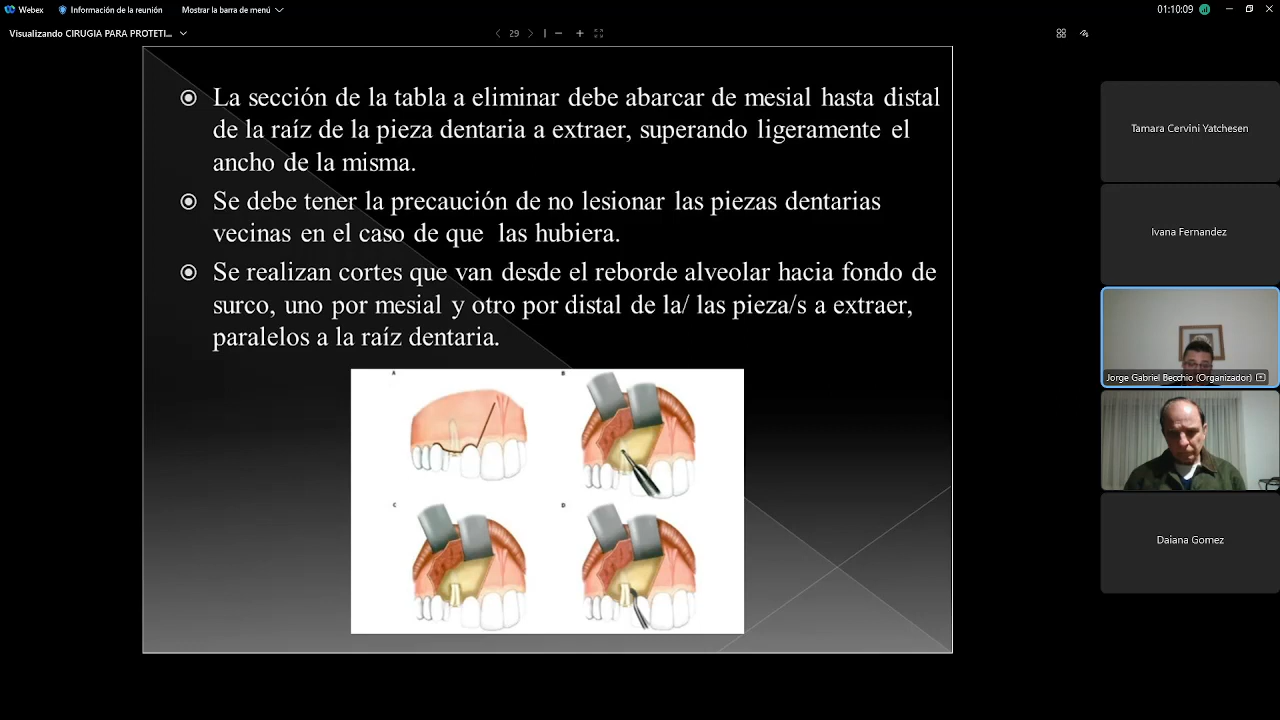 Webex
Información de la reunión
Mostrar la barra de menú
01:10:09
Visualizando CIRUGIA PARA PROTETI...
29
La sección de la tabla a eliminar debe abarcar de mesial hasta distal
de la raíz de la pieza dentaria a extraer, superando ligeramente el
ancho de la misma.
Se debe tener la precaución de no lesionar las piezas dentarias
vecinas en el caso de que las hubiera.
Se realizan cortes que van desde el reborde alveolar hacia fondo de
surco, uno por mesial y otro por distal de la/ las pieza/s a extraer,
paralelos a la raíz dentaria.
A
B
C
D
Tamara Cervini Yatchesen
Ivana Fernandez
Jorge Gabriel Becchio (Organizador)
Daiana Gomez